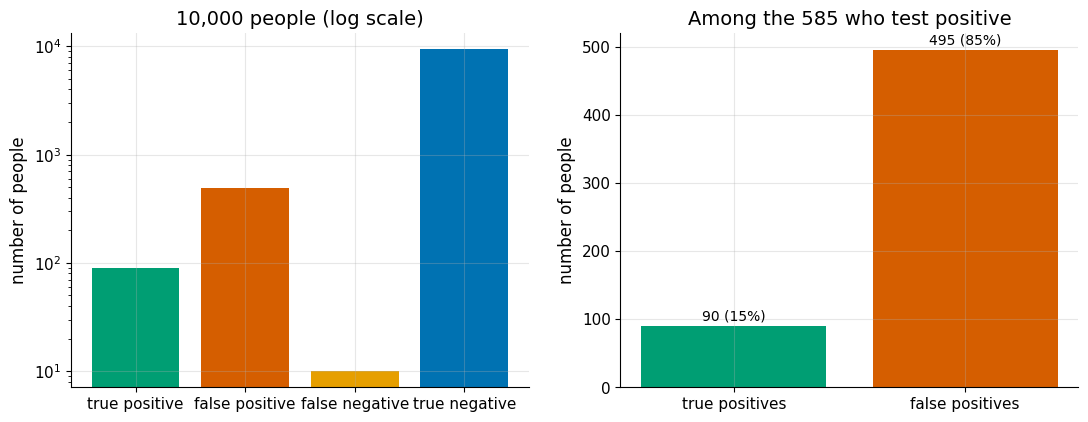 10,000 people (log scale)
number of people
10⁴
10³
10²
10¹
true positive
false positive
false negative
true negative
Among the 585 who test positive
number of people
500
400
300
200
100
0
90 (15%)
495 (85%)
true positives
false positives